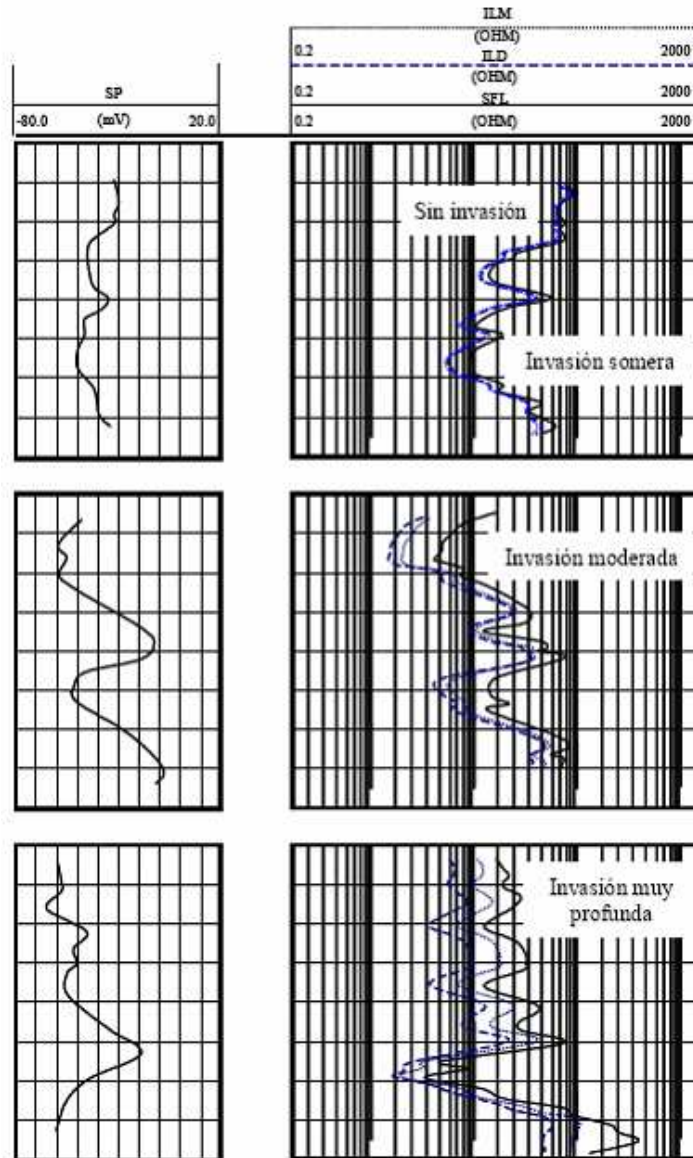 ILM
(OHM)
0.2 2000
ILD
(OHM)
0.2 2000
SP
SFL
-80.0 (mV) 20.0
0.2 (OHM) 2000
Sin invasión
Invasión somera
Invasión moderada
Invasión muy
profunda